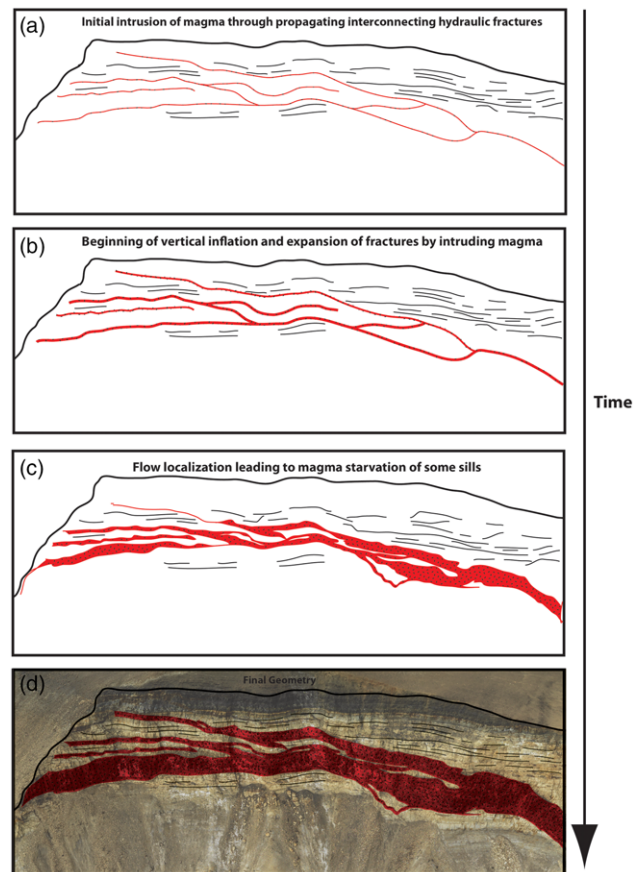 (a)
Initial intrusion of magma through propagating interconnecting hydraulic fractures
(b)
Beginning of vertical inflation and expansion of fractures by intruding magma
Time
(c)
Flow localization leading to magma starvation of some sills
(d)
Final Geometry